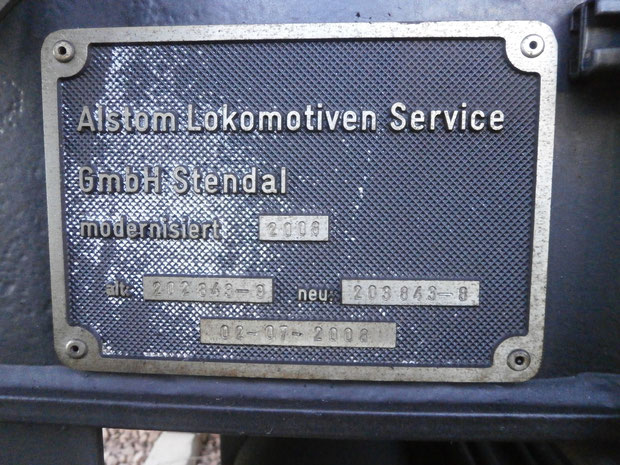 Alstom Lokomotiven Service
GmbH Stendal
modernisiert 2008
alt: 202 843-8 neu: 203 843-8
02-07-2008